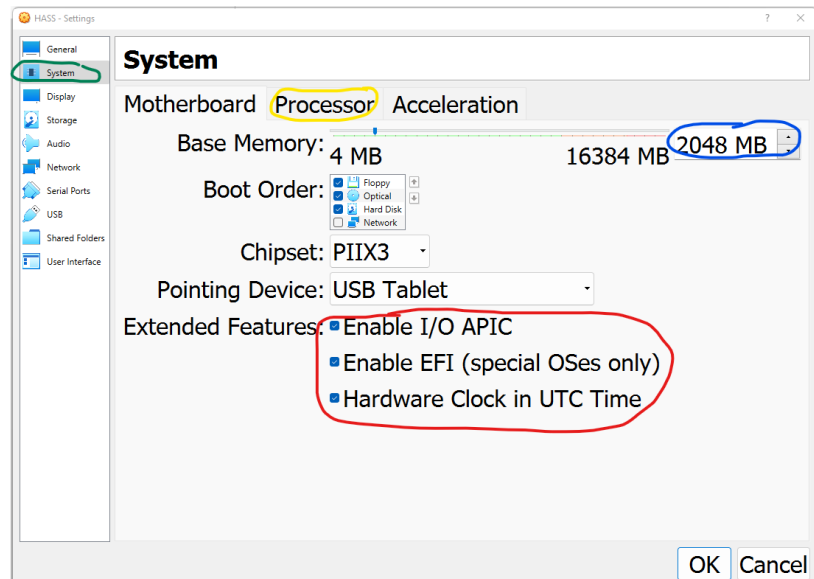 HASS - Settings
General
System
Display
Storage
Audio
Network
Serial Ports
USB
Shared Folders
User Interface
System
Motherboard Processor Acceleration
Base Memory: 2048 MB
4 MB 16384 MB
Boot Order: Floppy
Optical
Hard Disk
Network
Chipset: PIIX3
Pointing Device: USB Tablet
Extended Features: Enable I/O APIC
Enable EFI (special OSes only)
Hardware Clock in UTC Time
OK Cancel